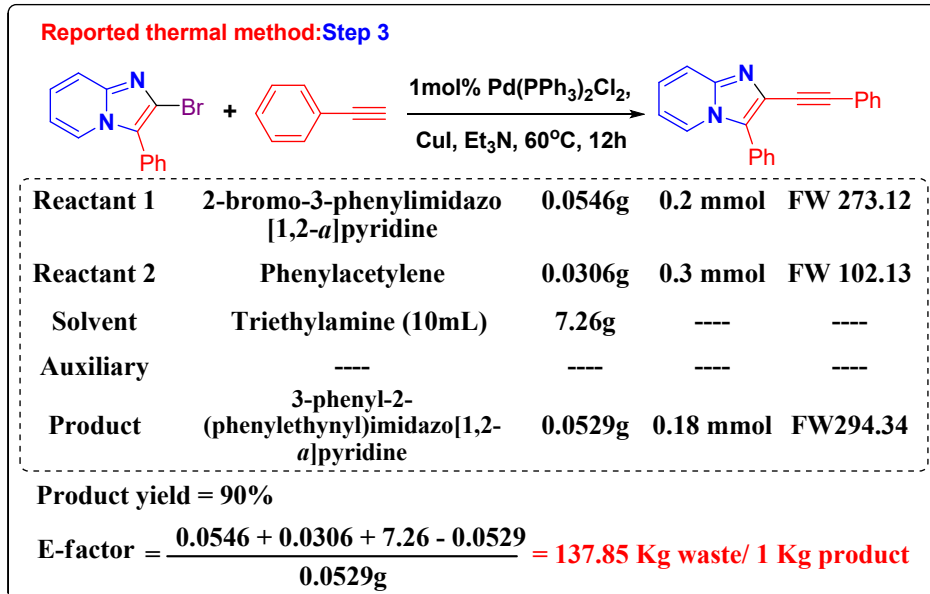 Reported thermal method:Step 3
N
Br
N
Ph
+
1mol% Pd(PPh3)2Cl2,
CuI, Et3N, 60°C, 12h
N
Ph
N
Ph
Reactant 1 2-bromo-3-phenylimidazo 0.0546g 0.2 mmol FW 273.12
[1,2-a]pyridine
Reactant 2 Phenylacetylene 0.0306g 0.3 mmol FW 102.13
Solvent Triethylamine (10mL) 7.26g ---- ----
Auxiliary ---- ---- ---- ----
3-phenyl-2-
Product (phenylethynyl)imidazo[1,2- 0.0529g 0.18 mmol FW294.34
a]pyridine
Product yield = 90%
E-factor = 0.0546 + 0.0306 + 7.26 - 0.0529 = 137.85 Kg waste/ 1 Kg product
0.0529g